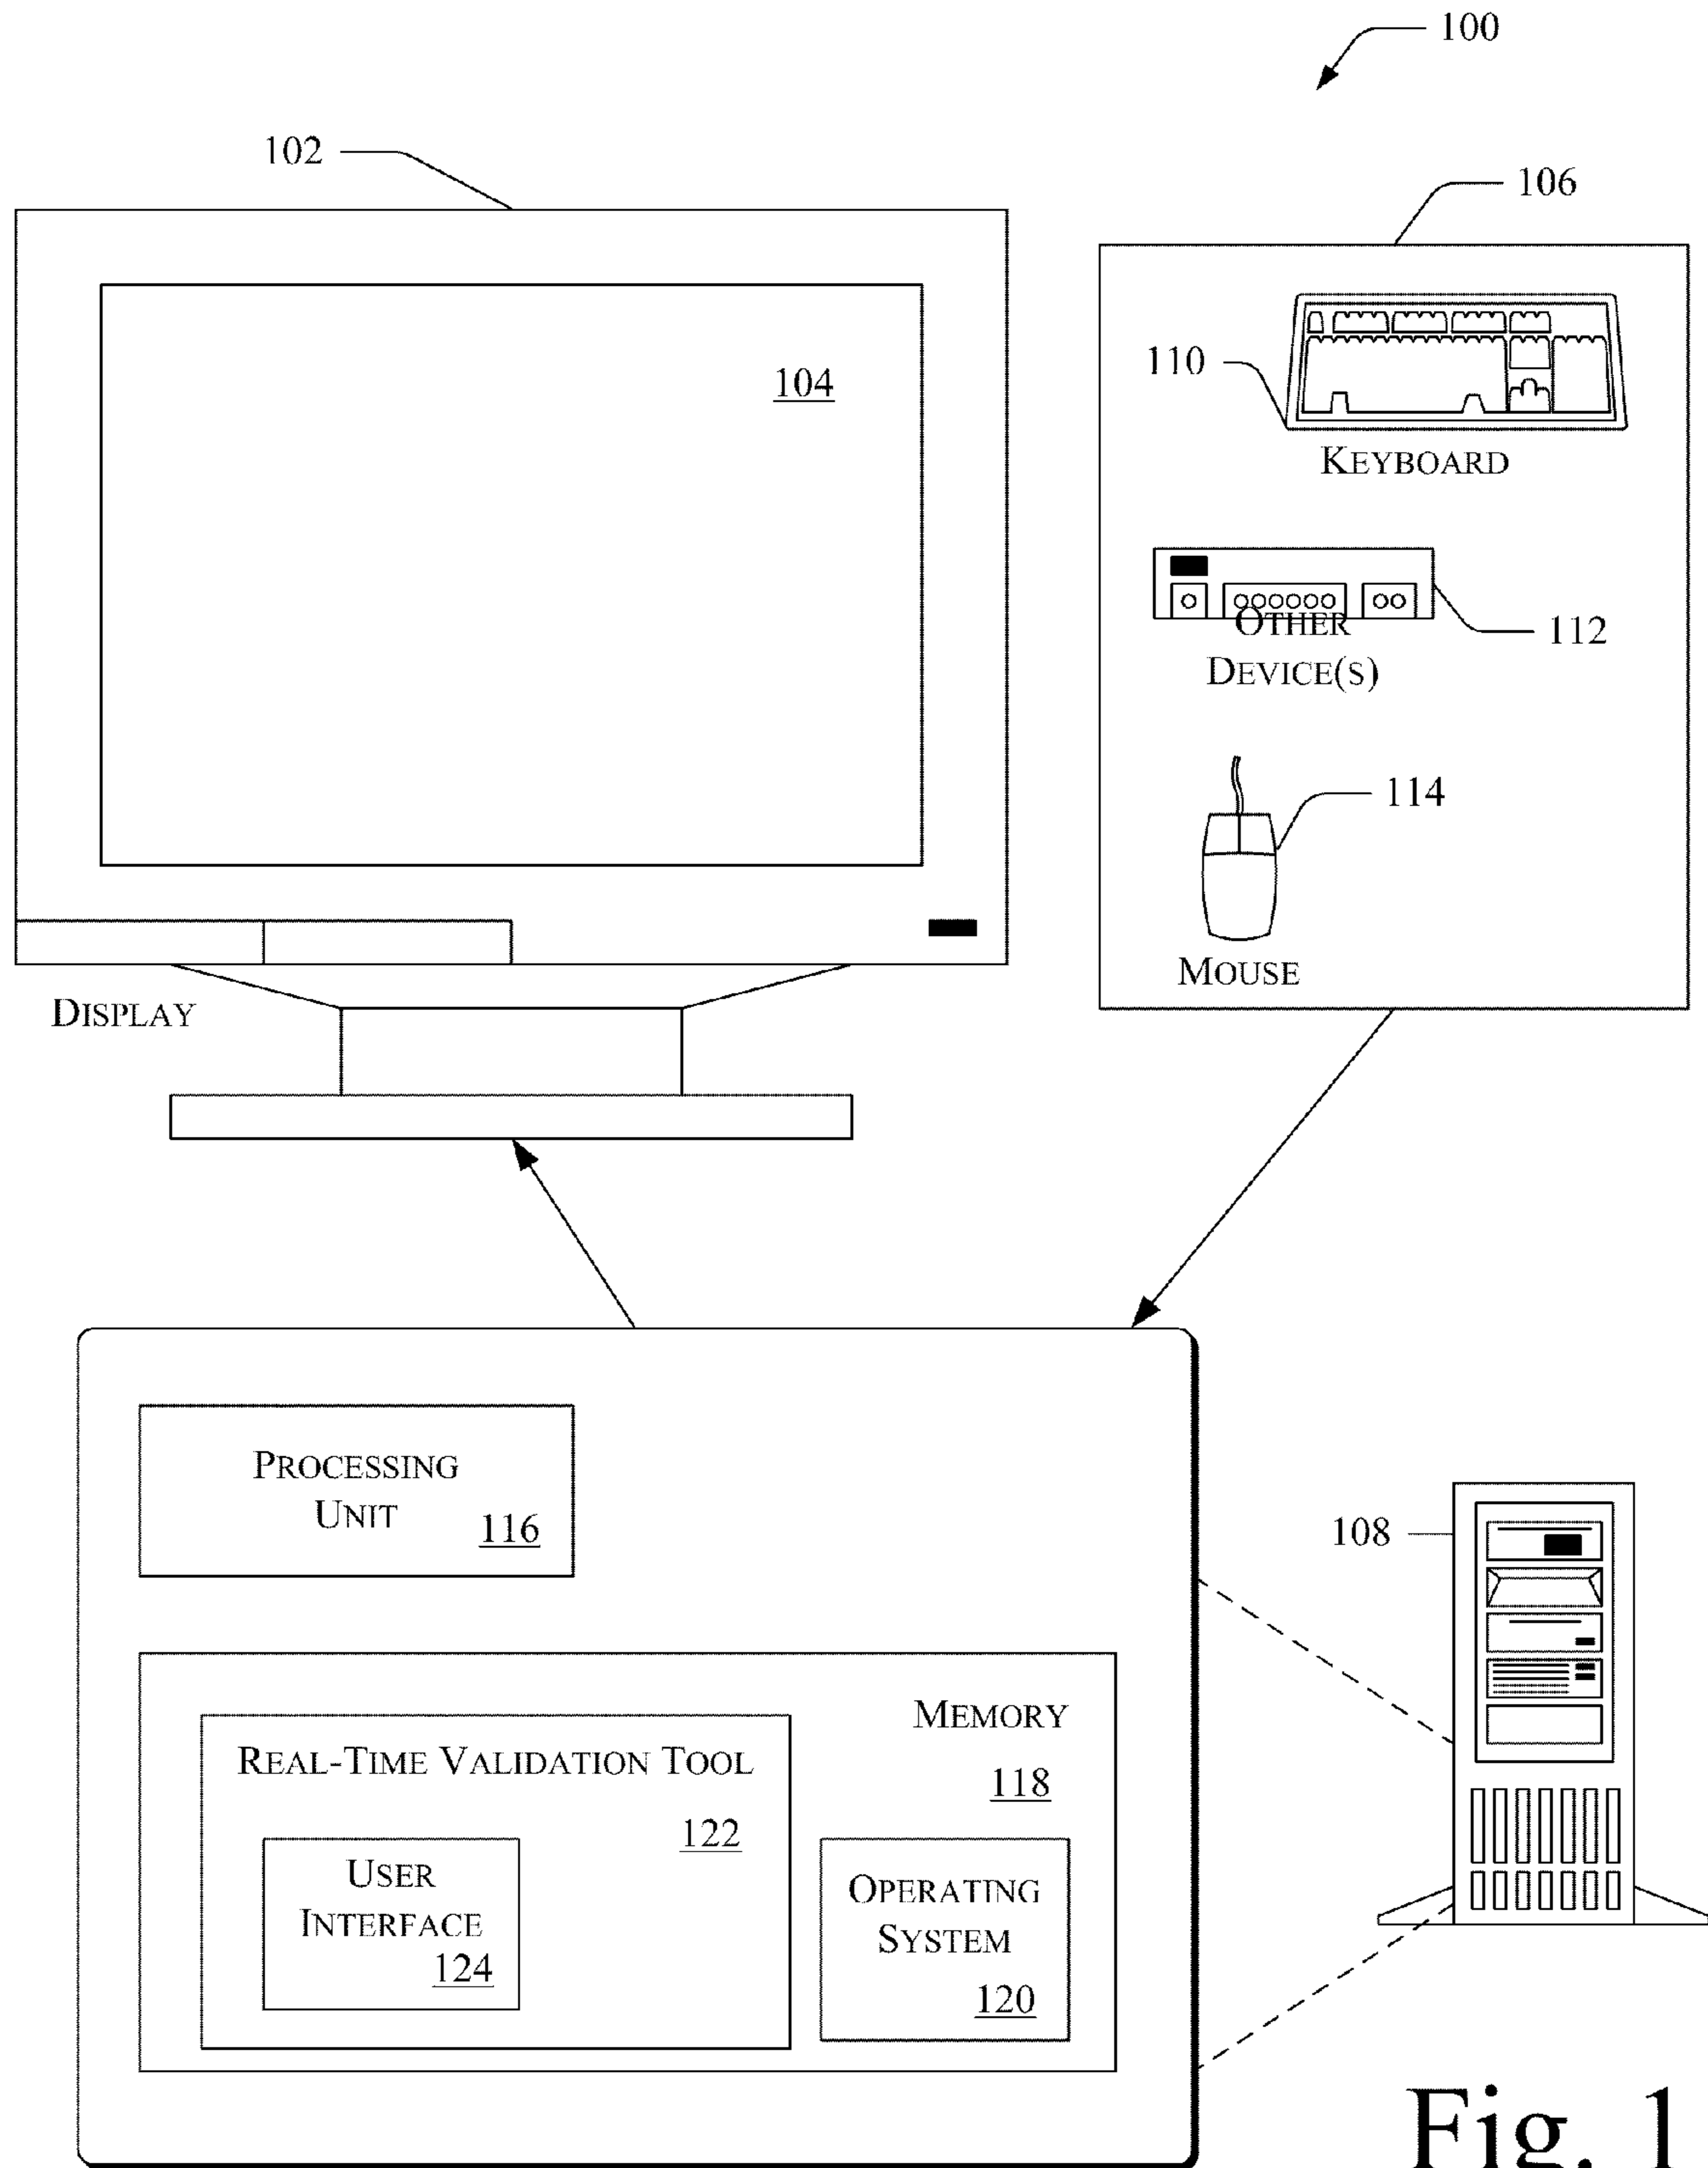 100
102
106
104
110
KEYBOARD
OTHER
DEVICE(S)
112
114
MOUSE
DISPLAY
PROCESSING
UNIT
116
108
MEMORY
118
REAL-TIME VALIDATION TOOL
122
USER
INTERFACE
124
OPERATING
SYSTEM
120
Fig. 1